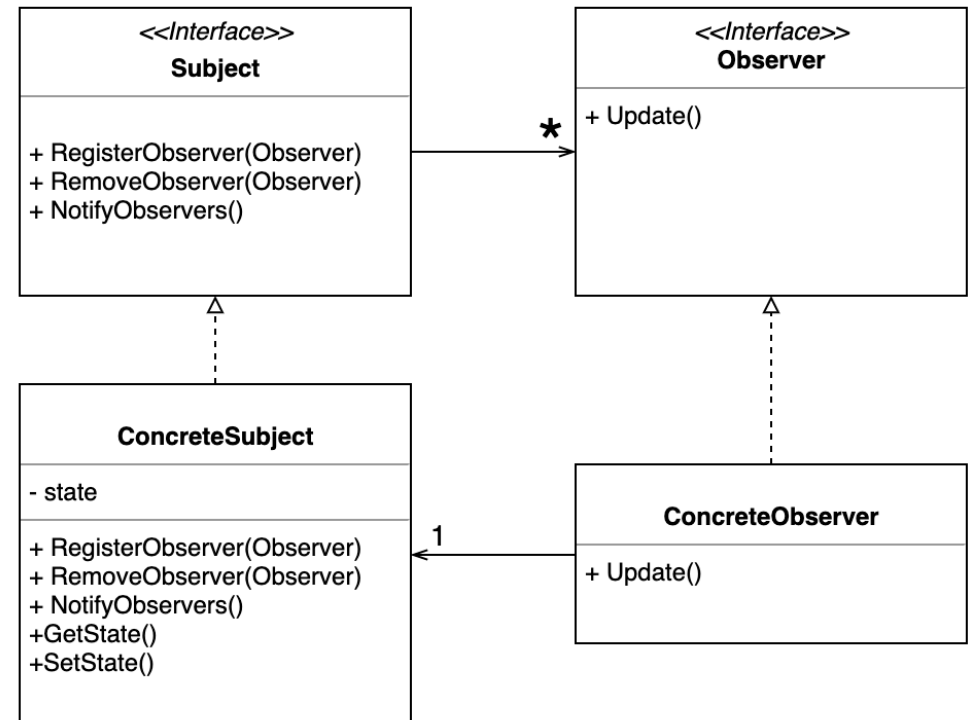 <<Interface>>
Subject
+ RegisterObserver(Observer)
+ RemoveObserver(Observer)
+ NotifyObservers()
*
<<Interface>>
Observer
+ Update()
ConcreteSubject
- state
+ RegisterObserver(Observer)
+ RemoveObserver(Observer)
+ NotifyObservers()
+GetState()
+SetState()
1
ConcreteObserver
+ Update()